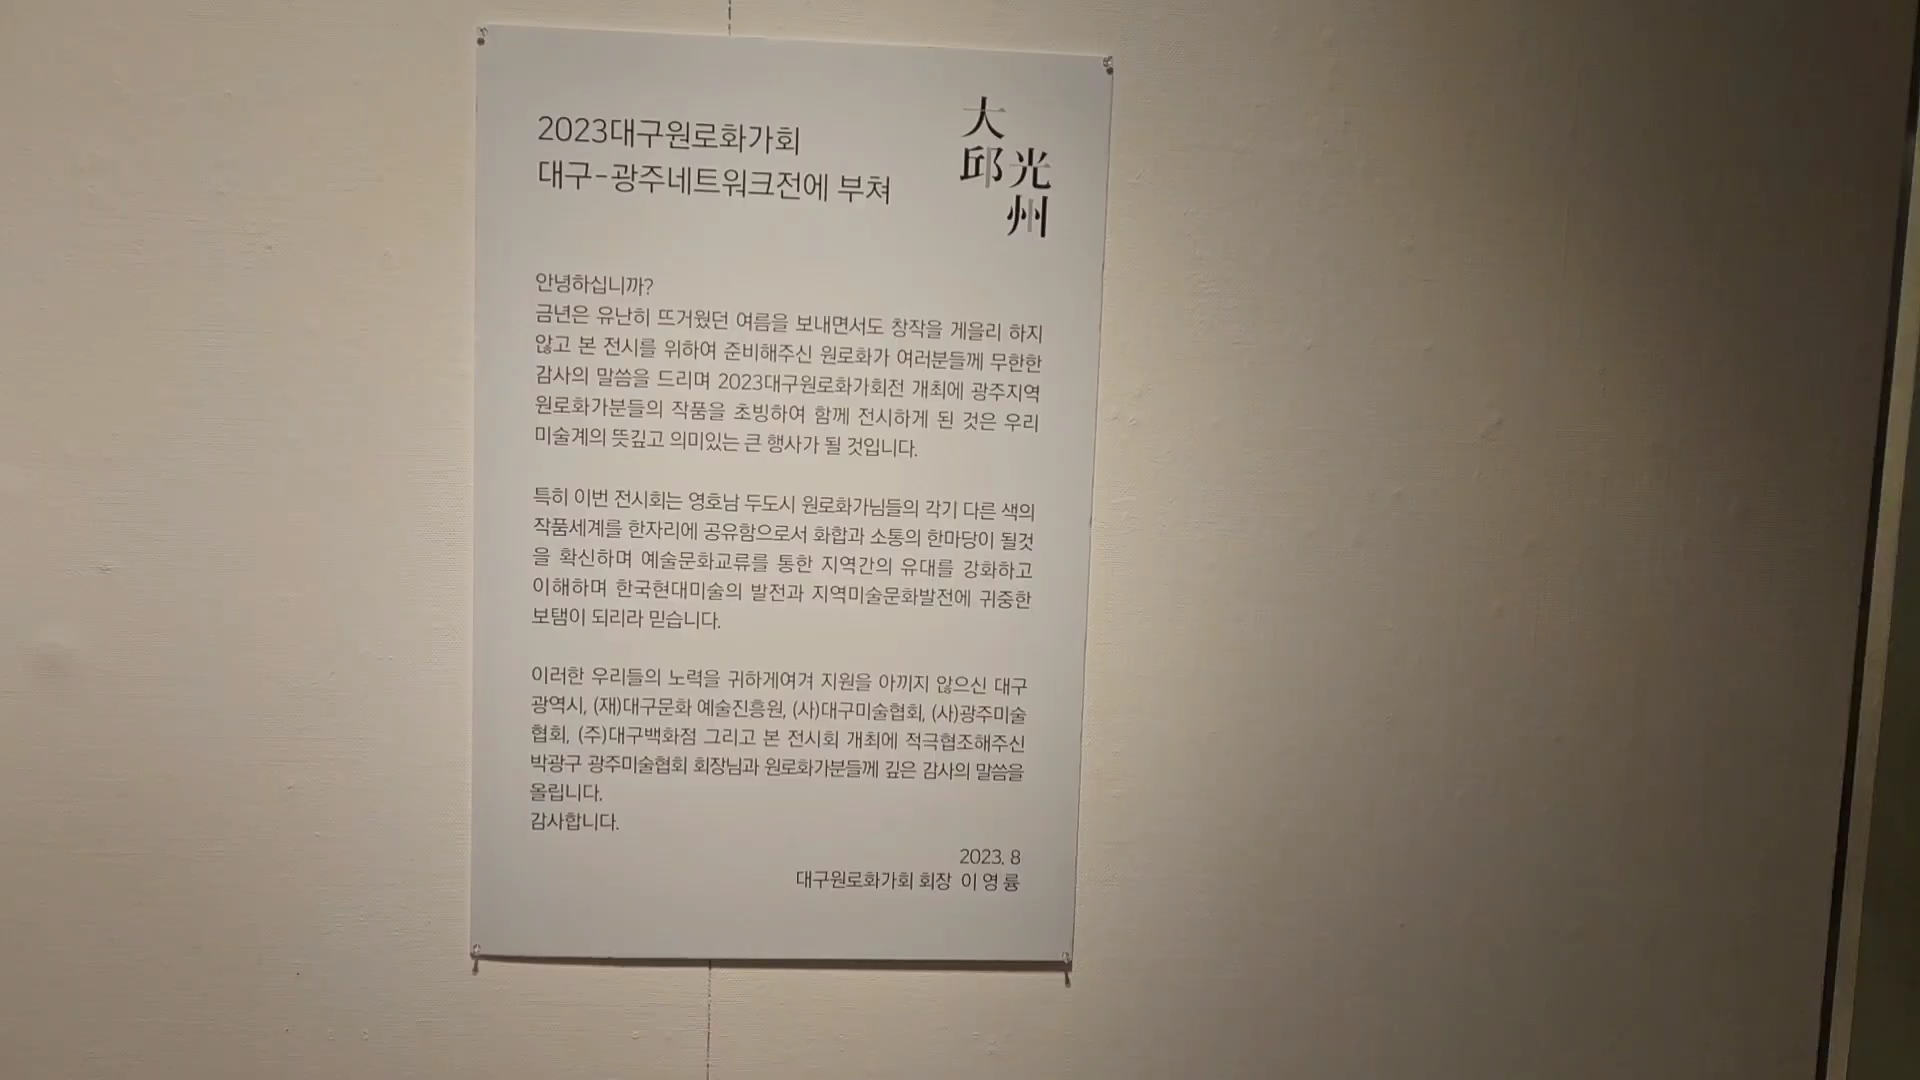 2023대구원로화가회
대구-광주네트워크전에 부쳐
大
邱 光
州
안녕하십니까?
금년은 유난히 뜨거웠던 여름을 보내면서도 창작을 게을리 하지
않고 본 전시를 위하여 준비해주신 원로화가 여러분들께 무한한
감사의 말씀을 드리며 2023대구원로화가회전 개최에 광주지역
원로화가분들의 작품을 초빙하여 함께 전시하게 된 것은 우리
미술계의 뜻깊고 의미있는 큰 행사가 될 것입니다.
특히 이번 전시회는 영호남 두도시 원로화가님들의 각기 다른 색의
작품세계를 한자리에 공유함으로서 화합과 소통의 한마당이 될것
을 확신하며 예술문화교류를 통한 지역간의 유대를 강화하고
이해하며 한국현대미술의 발전과 지역미술문화발전에 귀중한
보탬이 되리라 믿습니다.
이러한 우리들의 노력을 귀하게여겨 지원을 아끼지 않으신 대구
광역시, (재)대구문화 예술진흥원, (사)대구미술협회, (사)광주미술
협회, (주)대구백화점 그리고 본 전시회 개최에 적극협조해주신
박광구 광주미술협회 회장님과 원로화가분들께 깊은 감사의 말씀을
올립니다.
감사합니다.
2023. 8
대구원로화가회 회장 이 영 륭